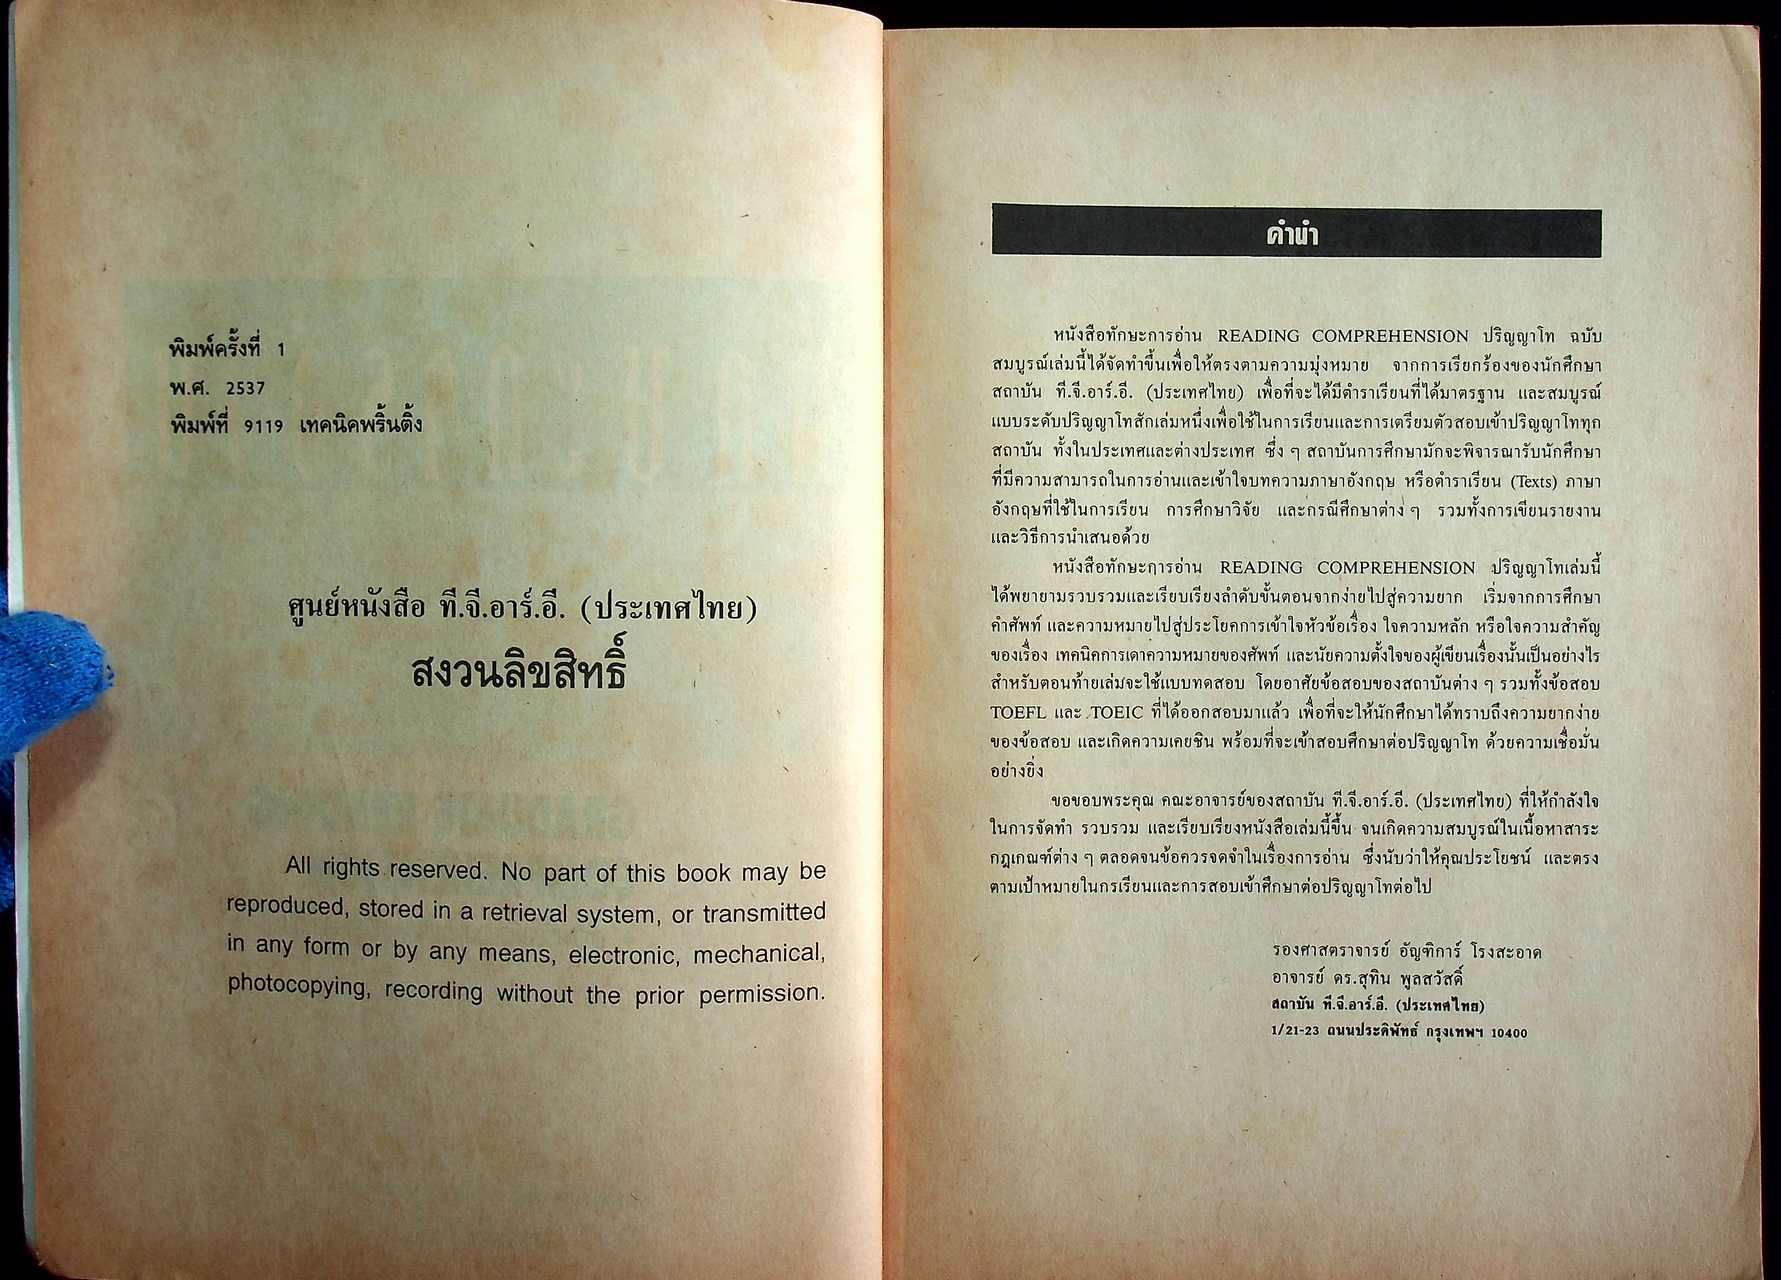 พิมพ์ครั้งที่ 1
พ.ศ. 2537
พิมพ์ที่ 9119 เทคนิคพริ้นติ้ง
ศูนย์หนังสือ ที.จี.อาร์.อี. (ประเทศไทย)
สงวนลิขสิทธิ์
All rights reserved. No part of this book may be
reproduced, stored in a retrieval system, or transmitted
in any form or by any means, electronic, mechanical,
photocopying, recording without the prior permission.
คำนำ
หนังสือทักษะการอ่าน READING COMPREHENSION ปริญญาโท ฉบับ
สมบูรณ์เล่มนี้ได้จัดทำขึ้นเพื่อให้ตรงตามความมุ่งหมาย จากการเรียกร้องของนักศึกษา
สถาบัน ที.จี.อาร์.อี. (ประเทศไทย) เพื่อที่จะได้มีตำราเรียนที่ได้มาตรฐาน และสมบูรณ์
แบบระดับปริญญาโทสักเล่มหนึ่งเพื่อใช้ในการเรียนและการเตรียมตัวสอบเข้าปริญญาโททุก
สถาบัน ทั้งในประเทศและต่างประเทศ ซึ่ง ๆ สถาบันการศึกษามักจะพิจารณารับนักศึกษา
ที่มีความสามารถในการอ่านและเข้าใจบทความภาษาอังกฤษ หรือตำราเรียน (Texts) ภาษา
อังกฤษที่ใช้ในการเรียน การศึกษาวิจัย และกรณีศึกษาต่าง ๆ รวมทั้งการเขียนรายงาน
และวิธีการนำเสนอด้วย
หนังสือทักษะการอ่าน READING COMPREHENSION ปริญญาโทเล่มนี้
ได้พยายามรวบรวมและเรียบเรียงลำดับขั้นตอนจากง่ายไปสู่ความยาก เริ่มจากการศึกษา
คำศัพท์ และความหมายไปสู่ประโยคการเข้าใจหัวข้อเรื่อง ใจความหลัก หรือใจความสำคัญ
ของเรื่อง เทคนิคการเดาความหมายของศัพท์ และนัยความตั้งใจของผู้เขียนเรื่องนั้นเป็นอย่างไร
สำหรับตอนท้ายเล่มจะใช้แบบทดสอบ โดยอาศัยข้อสอบของสถาบันต่าง ๆ รวมทั้งข้อสอบ
TOEFL และ TOEIC ที่ได้ออกสอบมาแล้ว เพื่อที่จะให้นักศึกษาได้ทราบถึงความยากง่าย
ของข้อสอบ และเกิดความเคยชิน พร้อมที่จะเข้าสอบศึกษาต่อปริญญาโท ด้วยความเชื่อมั่น
อย่างยิ่ง
ขอขอบพระคุณ คณะอาจารย์ของสถาบัน ที.จี.อาร์.อี. (ประเทศไทย) ที่ให้กำลังใจ
ในการจัดทำ รวบรวม และเรียบเรียงหนังสือเล่มนี้ขึ้น จนเกิดความสมบูรณ์ในเนื้อหาสาระ
กฎเกณฑ์ต่าง ๆ ตลอดจนข้อควรจดจำในเรื่องการอ่าน ซึ่งนับว่าให้คุณประโยชน์ และตรง
ตามเป้าหมายในกรเรียนและการสอบเข้าศึกษาต่อปริญญาโทต่อไป
รองศาสตราจารย์ อัญฑิการ์ โรงสะอาด
อาจารย์ ดร.สุทิน พูลสวัสดิ์
สถาบัน ที.จี.อาร์.อี. (ประเทศไทย)
1/21-23 ถนนประดิพัทธ์ กรุงเทพฯ 10400